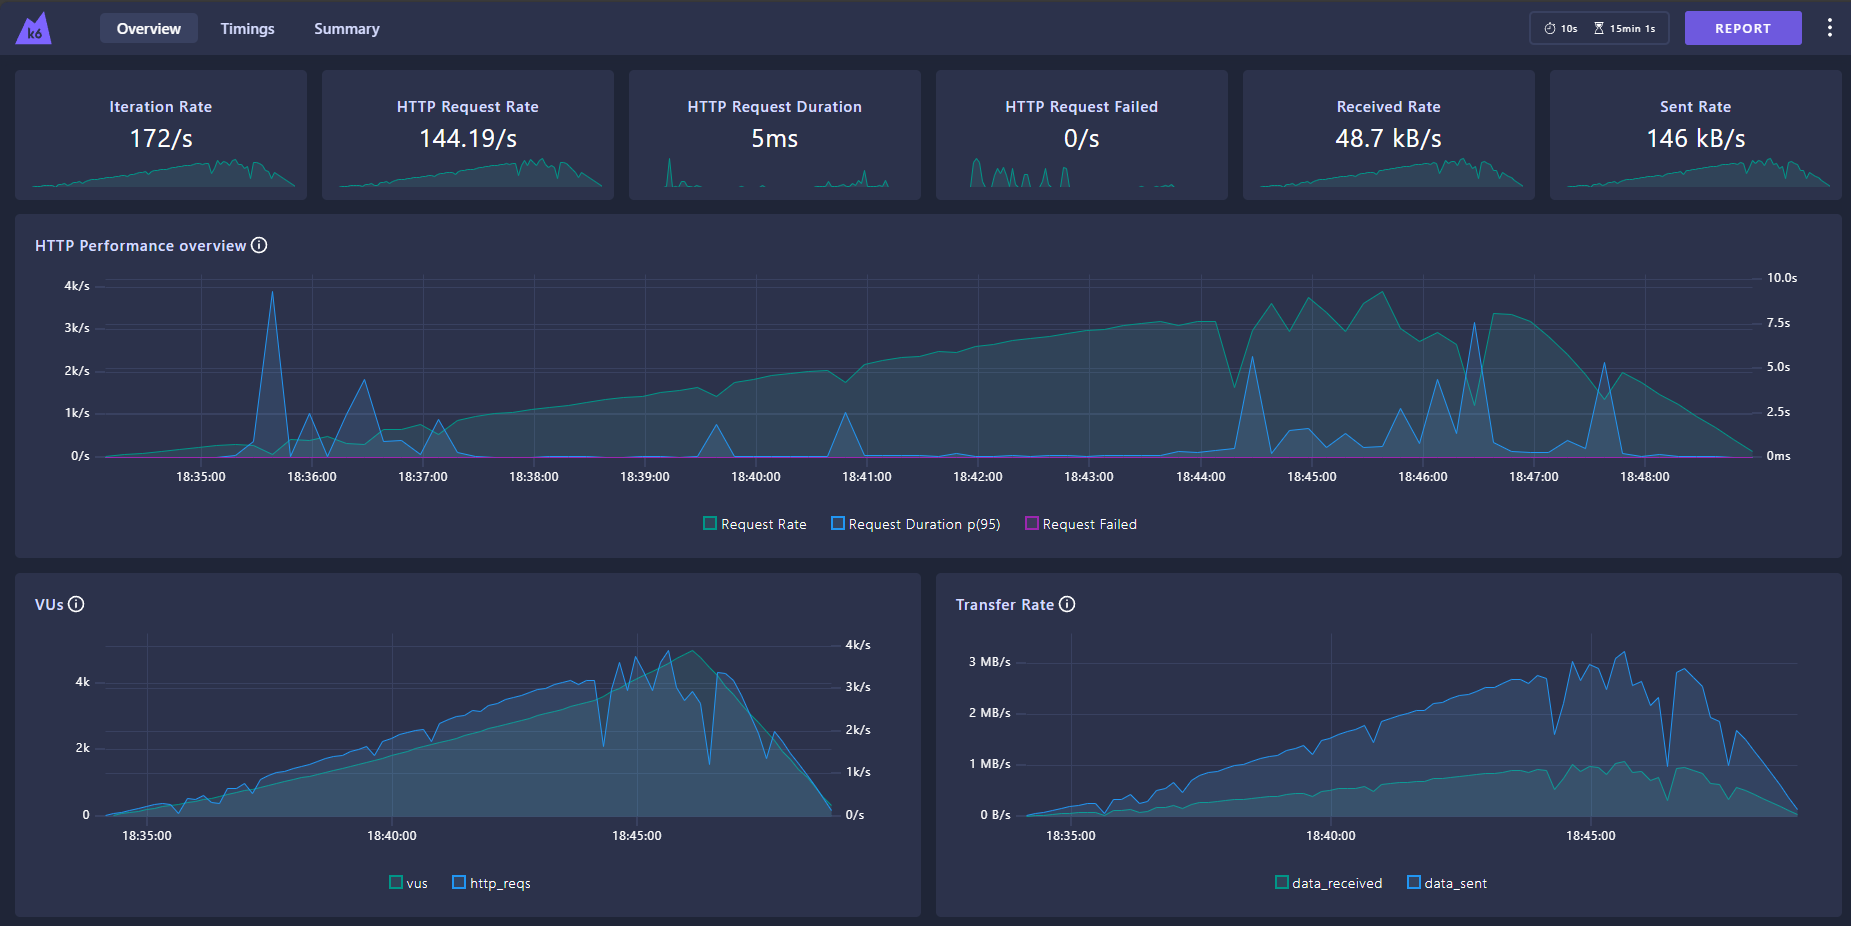 k6 Overview Timings Summary 10s 15min 1s REPORT
Iteration Rate
172/s
HTTP Request Rate
144.19/s
HTTP Request Duration
5ms
HTTP Request Failed
0/s
Received Rate
48.7 kB/s
Sent Rate
146 kB/s
HTTP Performance overview
4k/s
3k/s
2k/s
1k/s
0/s
10.0s
7.5s
5.0s
2.5s
0ms
18:35:00 18:36:00 18:37:00 18:38:00 18:39:00 18:40:00 18:41:00 18:42:00 18:43:00 18:44:00 18:45:00 18:46:00 18:47:00 18:48:00
Request Rate Request Duration p(95) Request Failed
VUs
4k
2k
0
4k/s
3k/s
2k/s
1k/s
0/s
18:35:00 18:40:00 18:45:00
vus http_reqs
Transfer Rate
3 MB/s
2 MB/s
1 MB/s
0 B/s
18:35:00 18:40:00 18:45:00
data_received data_sent